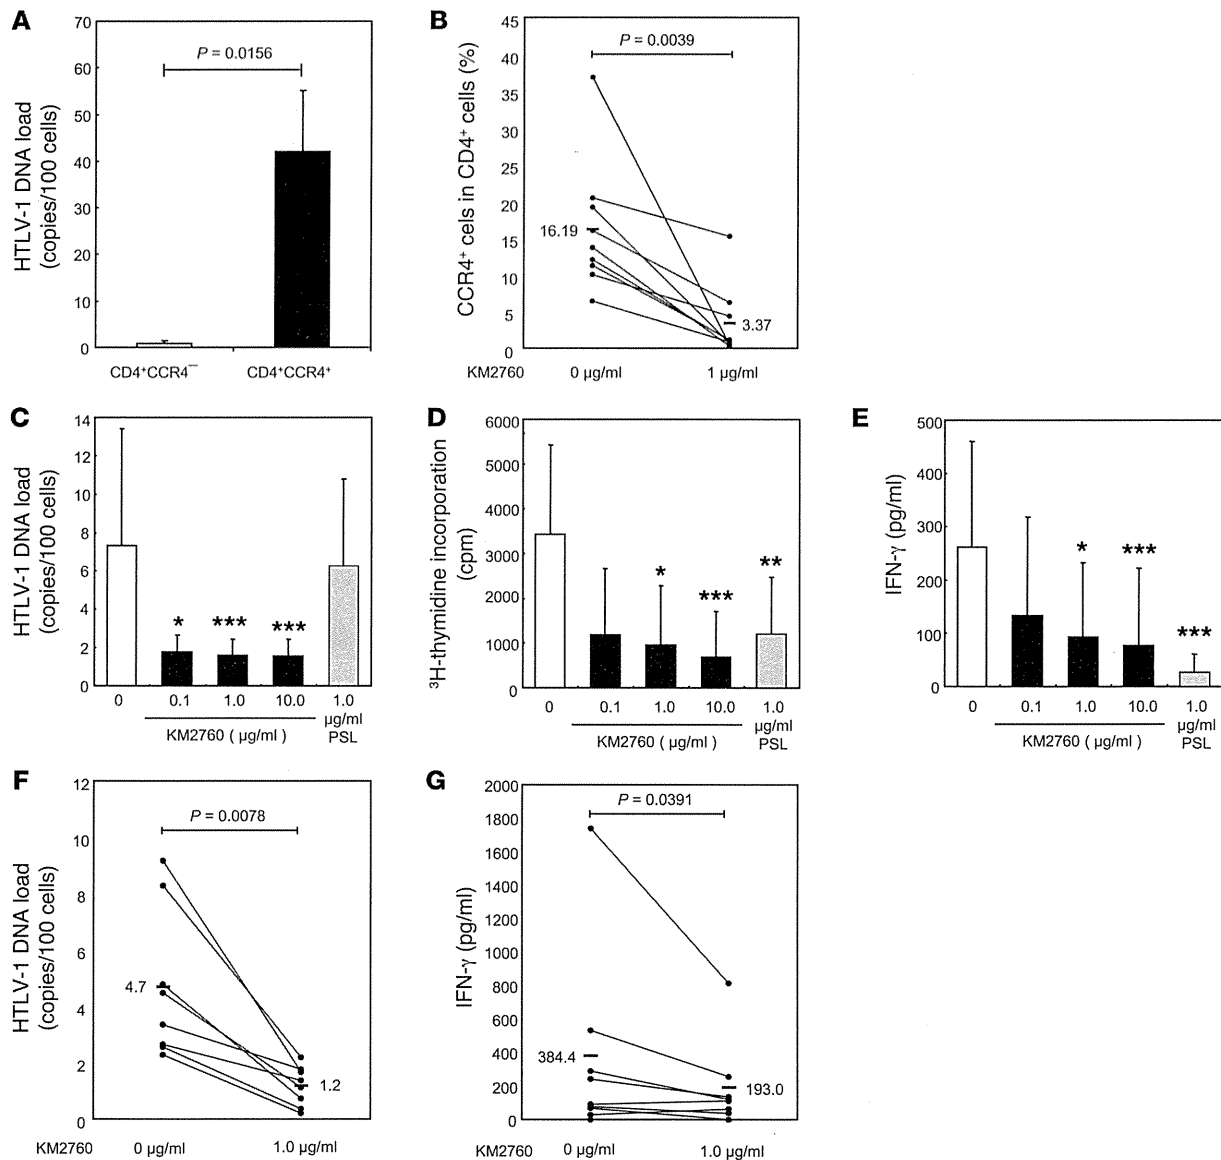 A
HTLV-1 DNA load
(copies/100 cells)
70
60
50
40
30
20
10
0
P = 0.0156
CD4⁺CCR4⁻
CD4⁺CCR4⁺
B
CCR4⁺ cels in CD4⁺ cells (%)
45
40
35
30
25
20
15
10
5
0
P = 0.0039
16.19
3.37
KM2760 0 µg/ml 1 µg/ml
C
HTLV-1 DNA load
(copies/100 cells)
14
12
10
8
6
4
2
0
* *** ***
0 0.1 1.0 10.0 1.0
µg/ml
PSL
KM2760 ( µg/ml )
D
³H-thymidine incorporation
(cpm)
6000
5000
4000
3000
2000
1000
0
* *** **
0 0.1 1.0 10.0 1.0
µg/ml
PSL
KM2760 ( µg/ml )
E
IFN-γ (pg/ml)
500
400
300
200
100
0
* *** ***
0 0.1 1.0 10.0 1.0
µg/ml
PSL
KM2760 ( µg/ml )
F
HTLV-1 DNA load
(copies/100 cells)
12
10
8
6
4
2
0
P = 0.0078
4.7
1.2
KM2760 0 µg/ml 1.0 µg/ml
G
IFN-γ (pg/ml)
2000
1800
1600
1400
1200
1000
800
600
400
200
0
P = 0.0391
384.4
193.0
KM2760 0 µg/ml 1.0 µg/ml